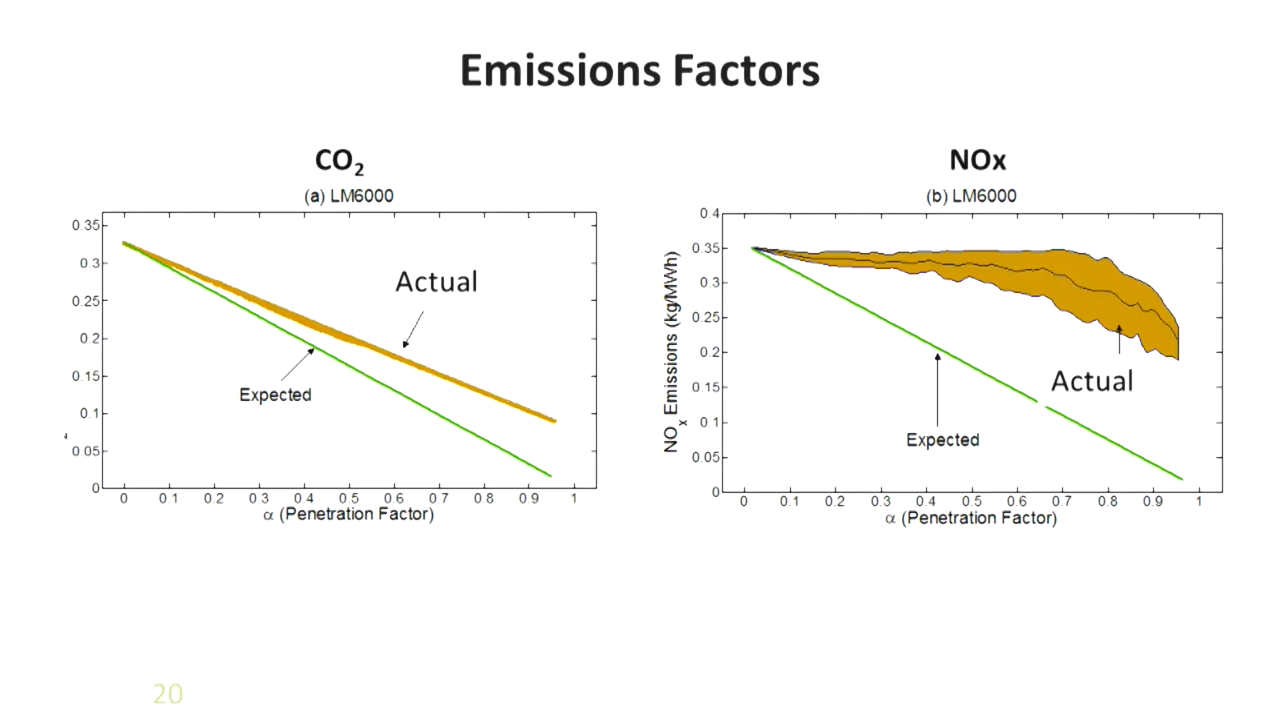 Emissions Factors
CO₂
(a) LM6000
0.35
0.3
0.25
0.2
0.15
0.1
0.05
0
0 0.1 0.2 0.3 0.4 0.5 0.6 0.7 0.8 0.9 1
α (Penetration Factor)
Actual
Expected
NOx
(b) LM6000
NOx Emissions (kg/MWh)
0.4
0.35
0.3
0.25
0.2
0.15
0.1
0.05
0
0 0.1 0.2 0.3 0.4 0.5 0.6 0.7 0.8 0.9 1
α (Penetration Factor)
Actual
Expected
20